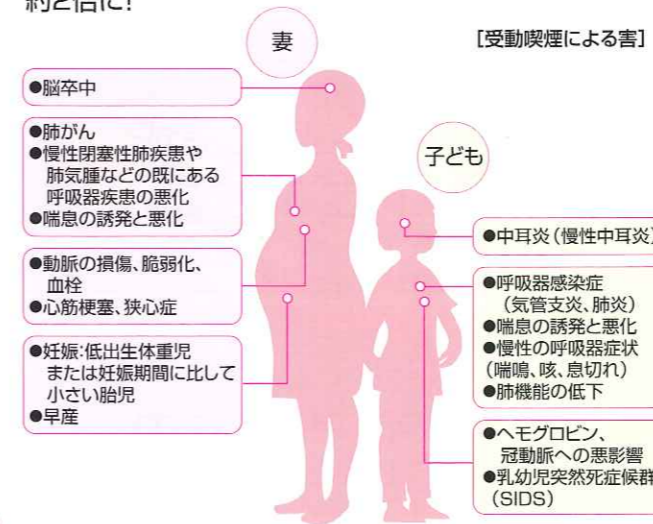 約2倍に!
妻
[受動喫煙による害]
●脳卒中
●肺がん
●慢性閉塞性肺疾患や
肺気腫などの既にある
呼吸器疾患の悪化
●喘息の誘発と悪化
●動脈の損傷、脆弱化、
血栓
●心筋梗塞、狭心症
●妊娠:低出生体重児
または妊娠期間に比して
小さい胎児
●早産
子ども
●中耳炎(慢性中耳炎)
●呼吸器感染症
(気管支炎、肺炎)
●喘息の誘発と悪化
●慢性の呼吸器症状
(喘鳴、咳、息切れ)
●肺機能の低下
●ヘモグロビン、
冠動脈への悪影響
●乳幼児突然死症候群
(SIDS)